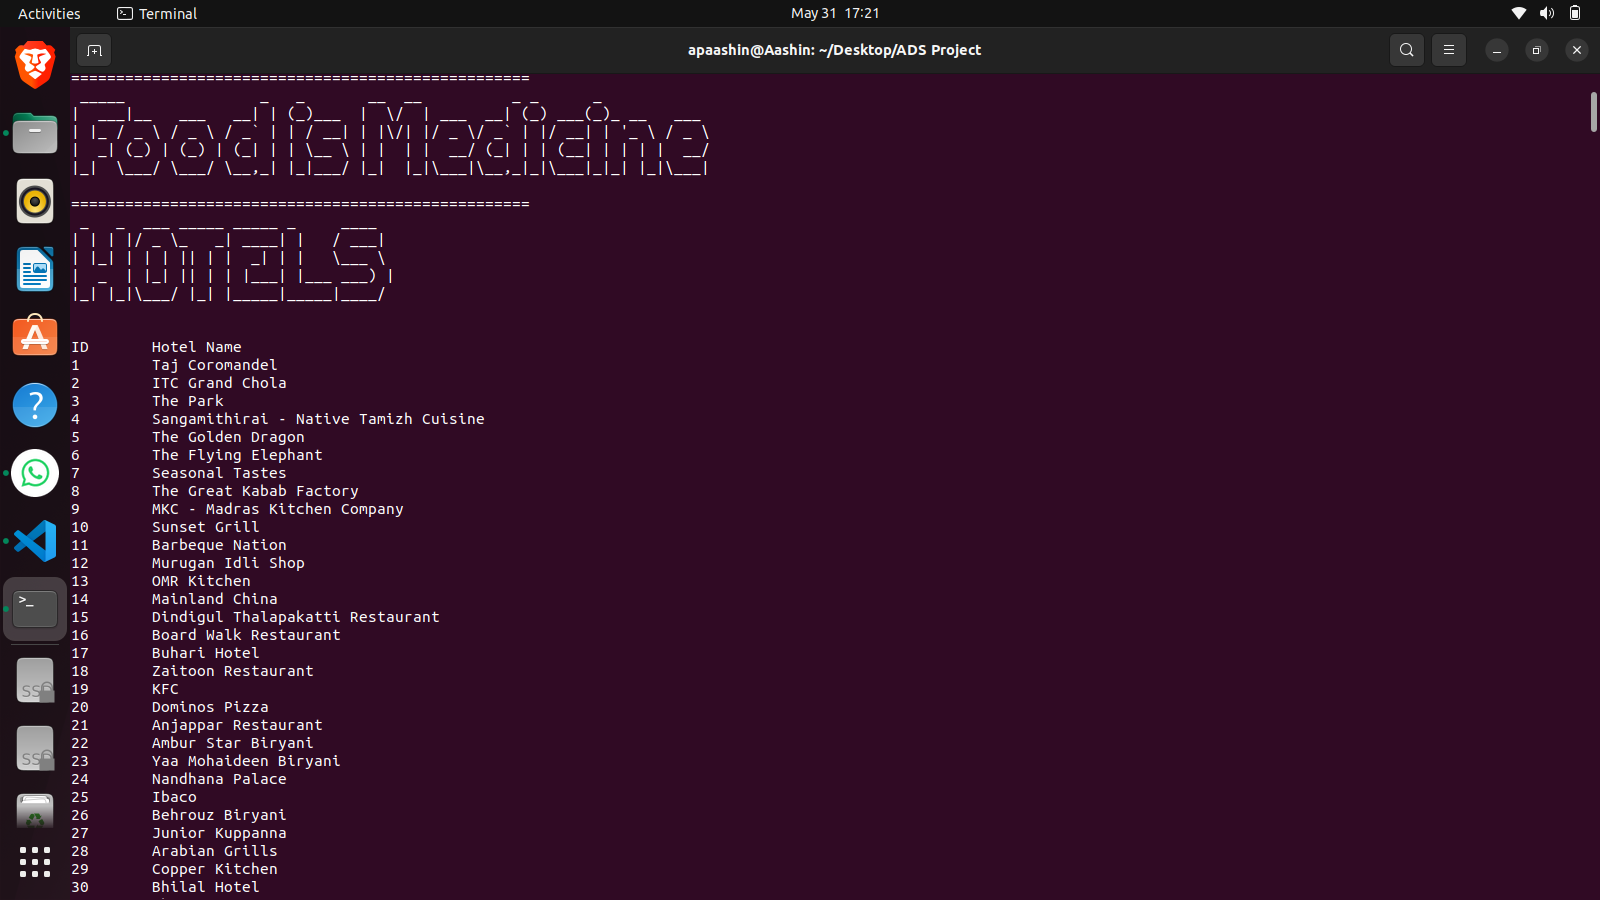 Activities
Terminal
May 31 17:21
apaashin@Aashin: ~/Desktop/ADS Project
==================================================
Food is Medicine
==================================================
HOTELS
ID Hotel Name
1 Taj Coromandel
2 ITC Grand Chola
3 The Park
4 Sangamithirai - Native Tamizh Cuisine
5 The Golden Dragon
6 The Flying Elephant
7 Seasonal Tastes
8 The Great Kabab Factory
9 MKC - Madras Kitchen Company
10 Sunset Grill
11 Barbeque Nation
12 Murugan Idli Shop
13 OMR Kitchen
14 Mainland China
15 Dindigul Thalapakatti Restaurant
16 Board Walk Restaurant
17 Buhari Hotel
18 Zaitoon Restaurant
19 KFC
20 Dominos Pizza
21 Anjappar Restaurant
22 Ambur Star Biryani
23 Yaa Mohaideen Biryani
24 Nandhana Palace
25 Ibaco
26 Behrouz Biryani
27 Junior Kuppanna
28 Arabian Grills
29 Copper Kitchen
30 Bhilal Hotel